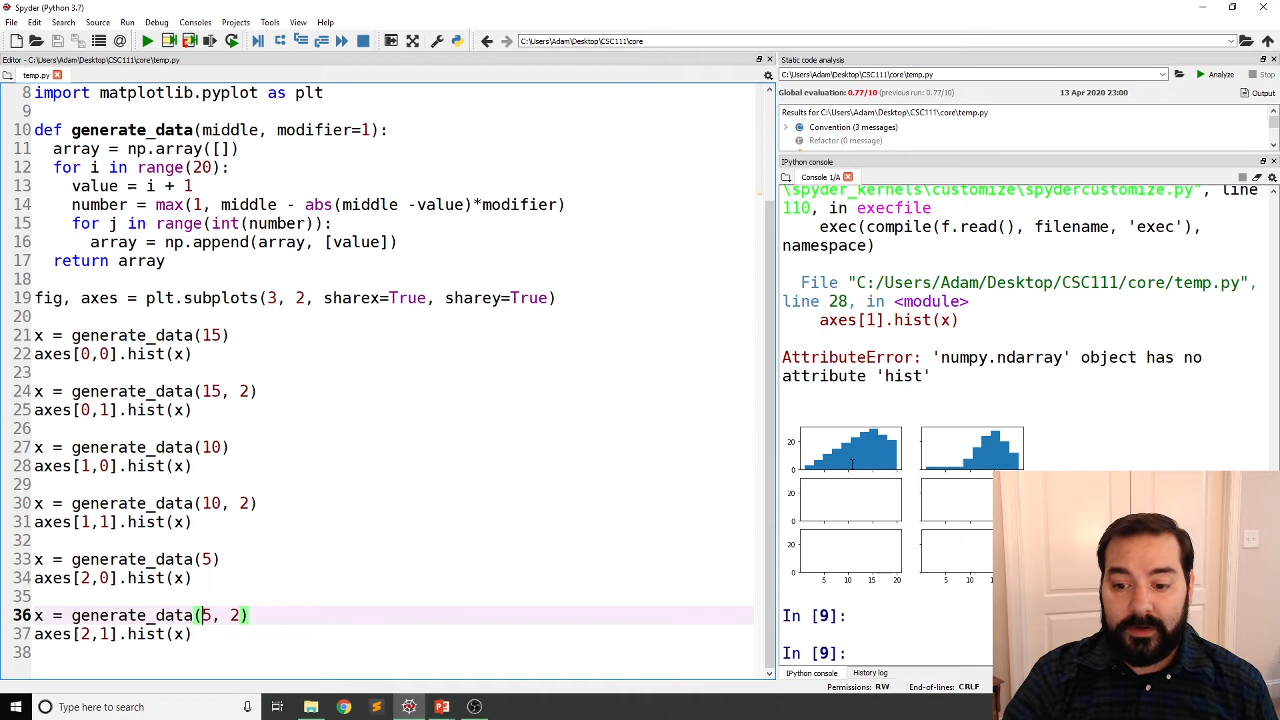 Spyder (Python 3.7)
File Edit Search Source Run Debug Consoles Projects Tools View Help
C:\Users\Adam\Desktop\CSC111\core
Editor - C:\Users\Adam\Desktop\CSC111\core\temp.py
temp.py
8 import matplotlib.pyplot as plt
9
10 def generate_data(middle, modifier=1):
11 array = np.array([])
12 for i in range(20):
13 value = i + 1
14 number = max(1, middle - abs(middle -value)*modifier)
15 for j in range(int(number)):
16 array = np.append(array, [value])
17 return array
18
19 fig, axes = plt.subplots(3, 2, sharex=True, sharey=True)
20
21 x = generate_data(15)
22 axes[0,0].hist(x)
23
24 x = generate_data(15, 2)
25 axes[0,1].hist(x)
26
27 x = generate_data(10)
28 axes[1,0].hist(x)
29
30 x = generate_data(10, 2)
31 axes[1,1].hist(x)
32
33 x = generate_data(5)
34 axes[2,0].hist(x)
35
36 x = generate_data(5, 2)
37 axes[2,1].hist(x)
38
Static code analysis
C:\Users\Adam\Desktop\CSC111\core\temp.py
Analyze
Stop
Global evaluation: 0.77/10 (previous run: 0.77/10)
13 Apr 2020 23:00
Output
Results for C:\Users\Adam\Desktop\CSC111\core\temp.py
Convention (3 messages)
Refactor (0 message)
IPython console
Console 1/A
\spyder_kernels\customize\spydercustomize.py", line
110, in execfile
exec(compile(f.read(), filename, 'exec'),
namespace)
File "C:/Users/Adam/Desktop/CSC111/core/temp.py",
line 28, in <module>
axes[1].hist(x)
AttributeError: 'numpy.ndarray' object has no
attribute 'hist'
20
0
20
0
20
0
5 10 15 20
In [9]:
In [9]:
IPython console History log
Permissions: RW End-of-lines: CRLF
Type here to search